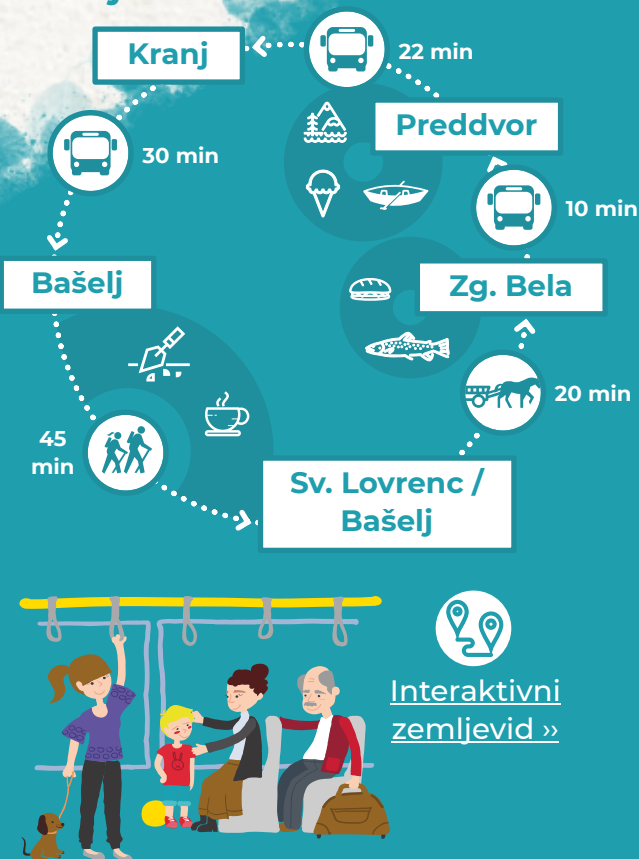 Kranj
22 min
Preddvor
30 min
10 min
Bašelj
Zg. Bela
20 min
45
min
Sv. Lovrenc /
Bašelj
Interaktivni
zemljevid ››